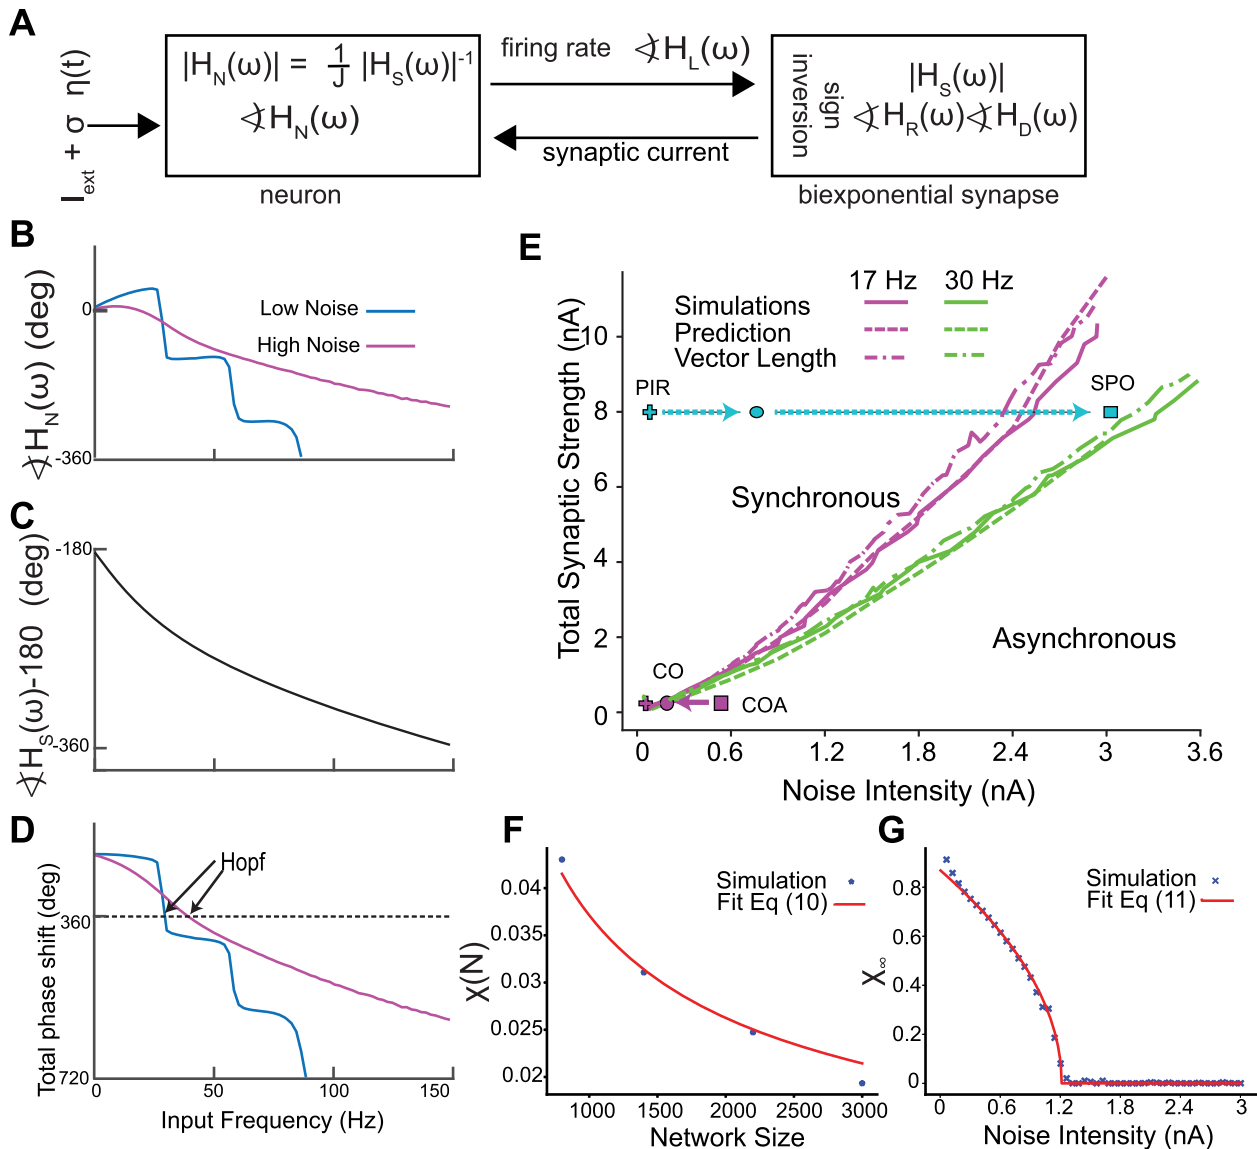 A
I_ext + σ η(t)
|H_N(ω)| = 1/J |H_S(ω)|^-1
∢H_N(ω)
neuron
firing rate ∢H_L(ω)
synaptic current
sign inversion
|H_S(ω)|
∢H_R(ω)∢H_D(ω)
biexponential synapse
B
∢H_N(ω) (deg)
0
-360
Low Noise
High Noise
C
∢H_S(ω)-180 (deg)
-180
-360
D
Total phase shift (deg)
360
720
Hopf
0 50 100 150
Input Frequency (Hz)
E
Total Synaptic Strength (nA)
10
8
6
4
2
0
17 Hz 30 Hz
Simulations
Prediction
Vector Length
PIR
SPO
Synchronous
Asynchronous
CO
COA
0 0.6 1.2 1.8 2.4 3 3.6
Noise Intensity (nA)
F
χ(N)
0.04
0.035
0.03
0.025
0.02
Simulation
Fit Eq (10)
1000 1500 2000 2500 3000
Network Size
G
χ_∞
0.8
0.6
0.4
0.2
0
Simulation
Fit Eq (11)
0 0.6 1.2 1.8 2.4 3
Noise Intensity (nA)